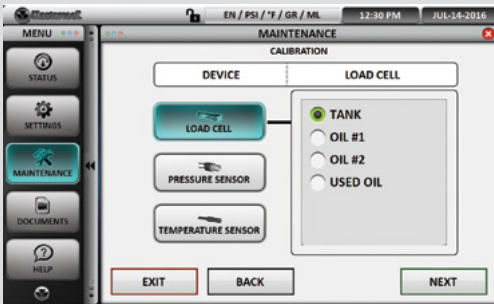 Mastercool
EN / PSI / °F / GR / ML
12:30 PM
JUL-14-2016
MENU
MAINTENANCE
CALIBRATION
DEVICE
LOAD CELL
STATUS
SETTINGS
MAINTENANCE
DOCUMENTS
HELP
LOAD CELL
PRESSURE SENSOR
TEMPERATURE SENSOR
TANK
OIL #1
OIL #2
USED OIL
EXIT
BACK
NEXT